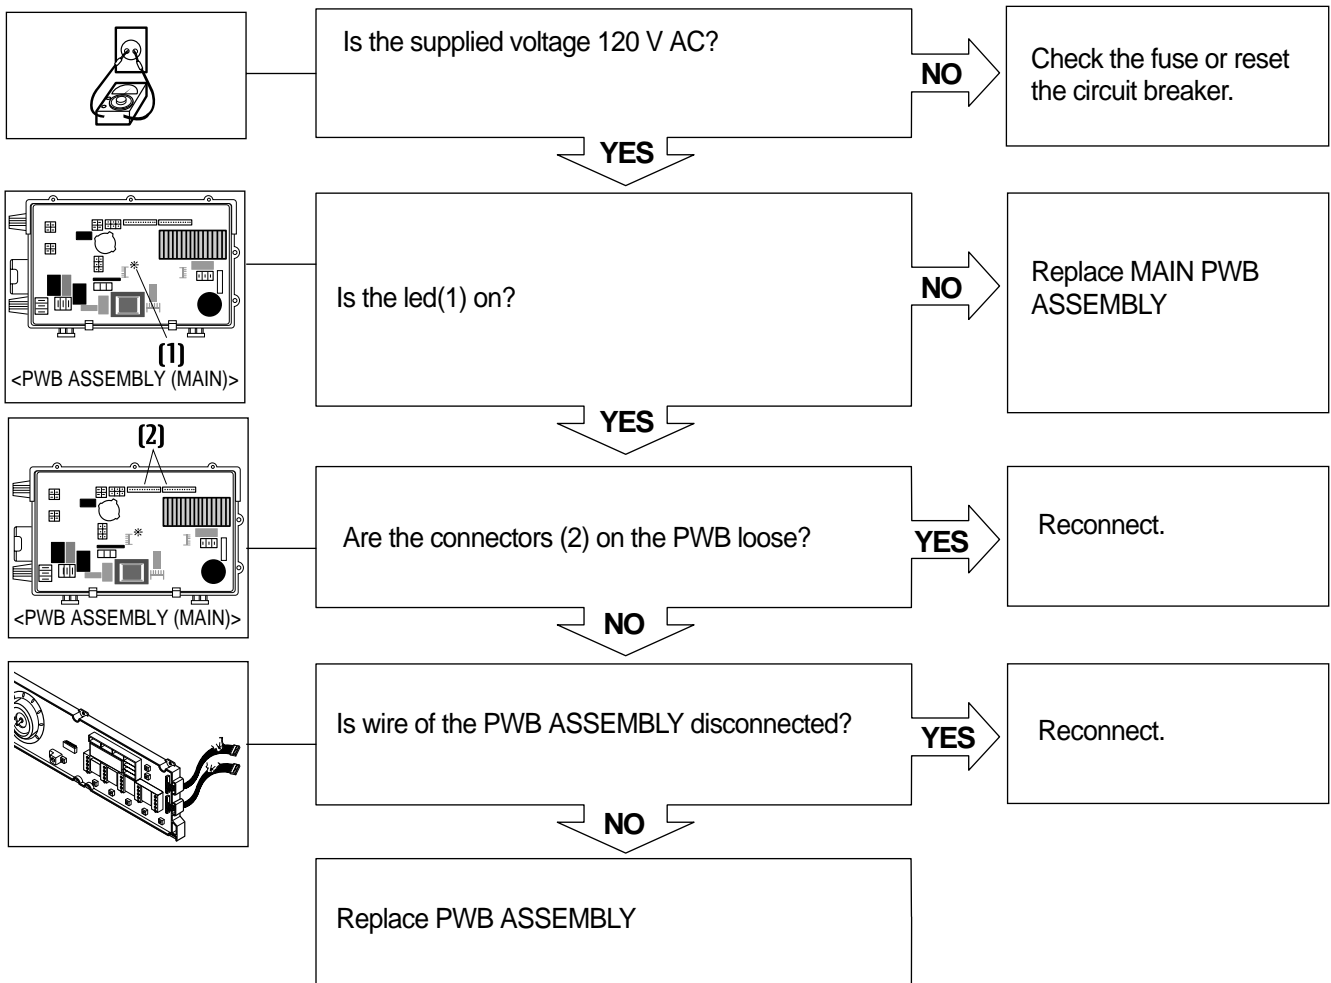 Is the supplied voltage 120 V AC?
NO
Check the fuse or reset
the circuit breaker.
YES
(1)
<PWB ASSEMBLY (MAIN)>
Is the led(1) on?
NO
Replace MAIN PWB
ASSEMBLY
YES
(2)
<PWB ASSEMBLY (MAIN)>
Are the connectors (2) on the PWB loose?
YES
Reconnect.
NO
Is wire of the PWB ASSEMBLY disconnected?
YES
Reconnect.
NO
Replace PWB ASSEMBLY